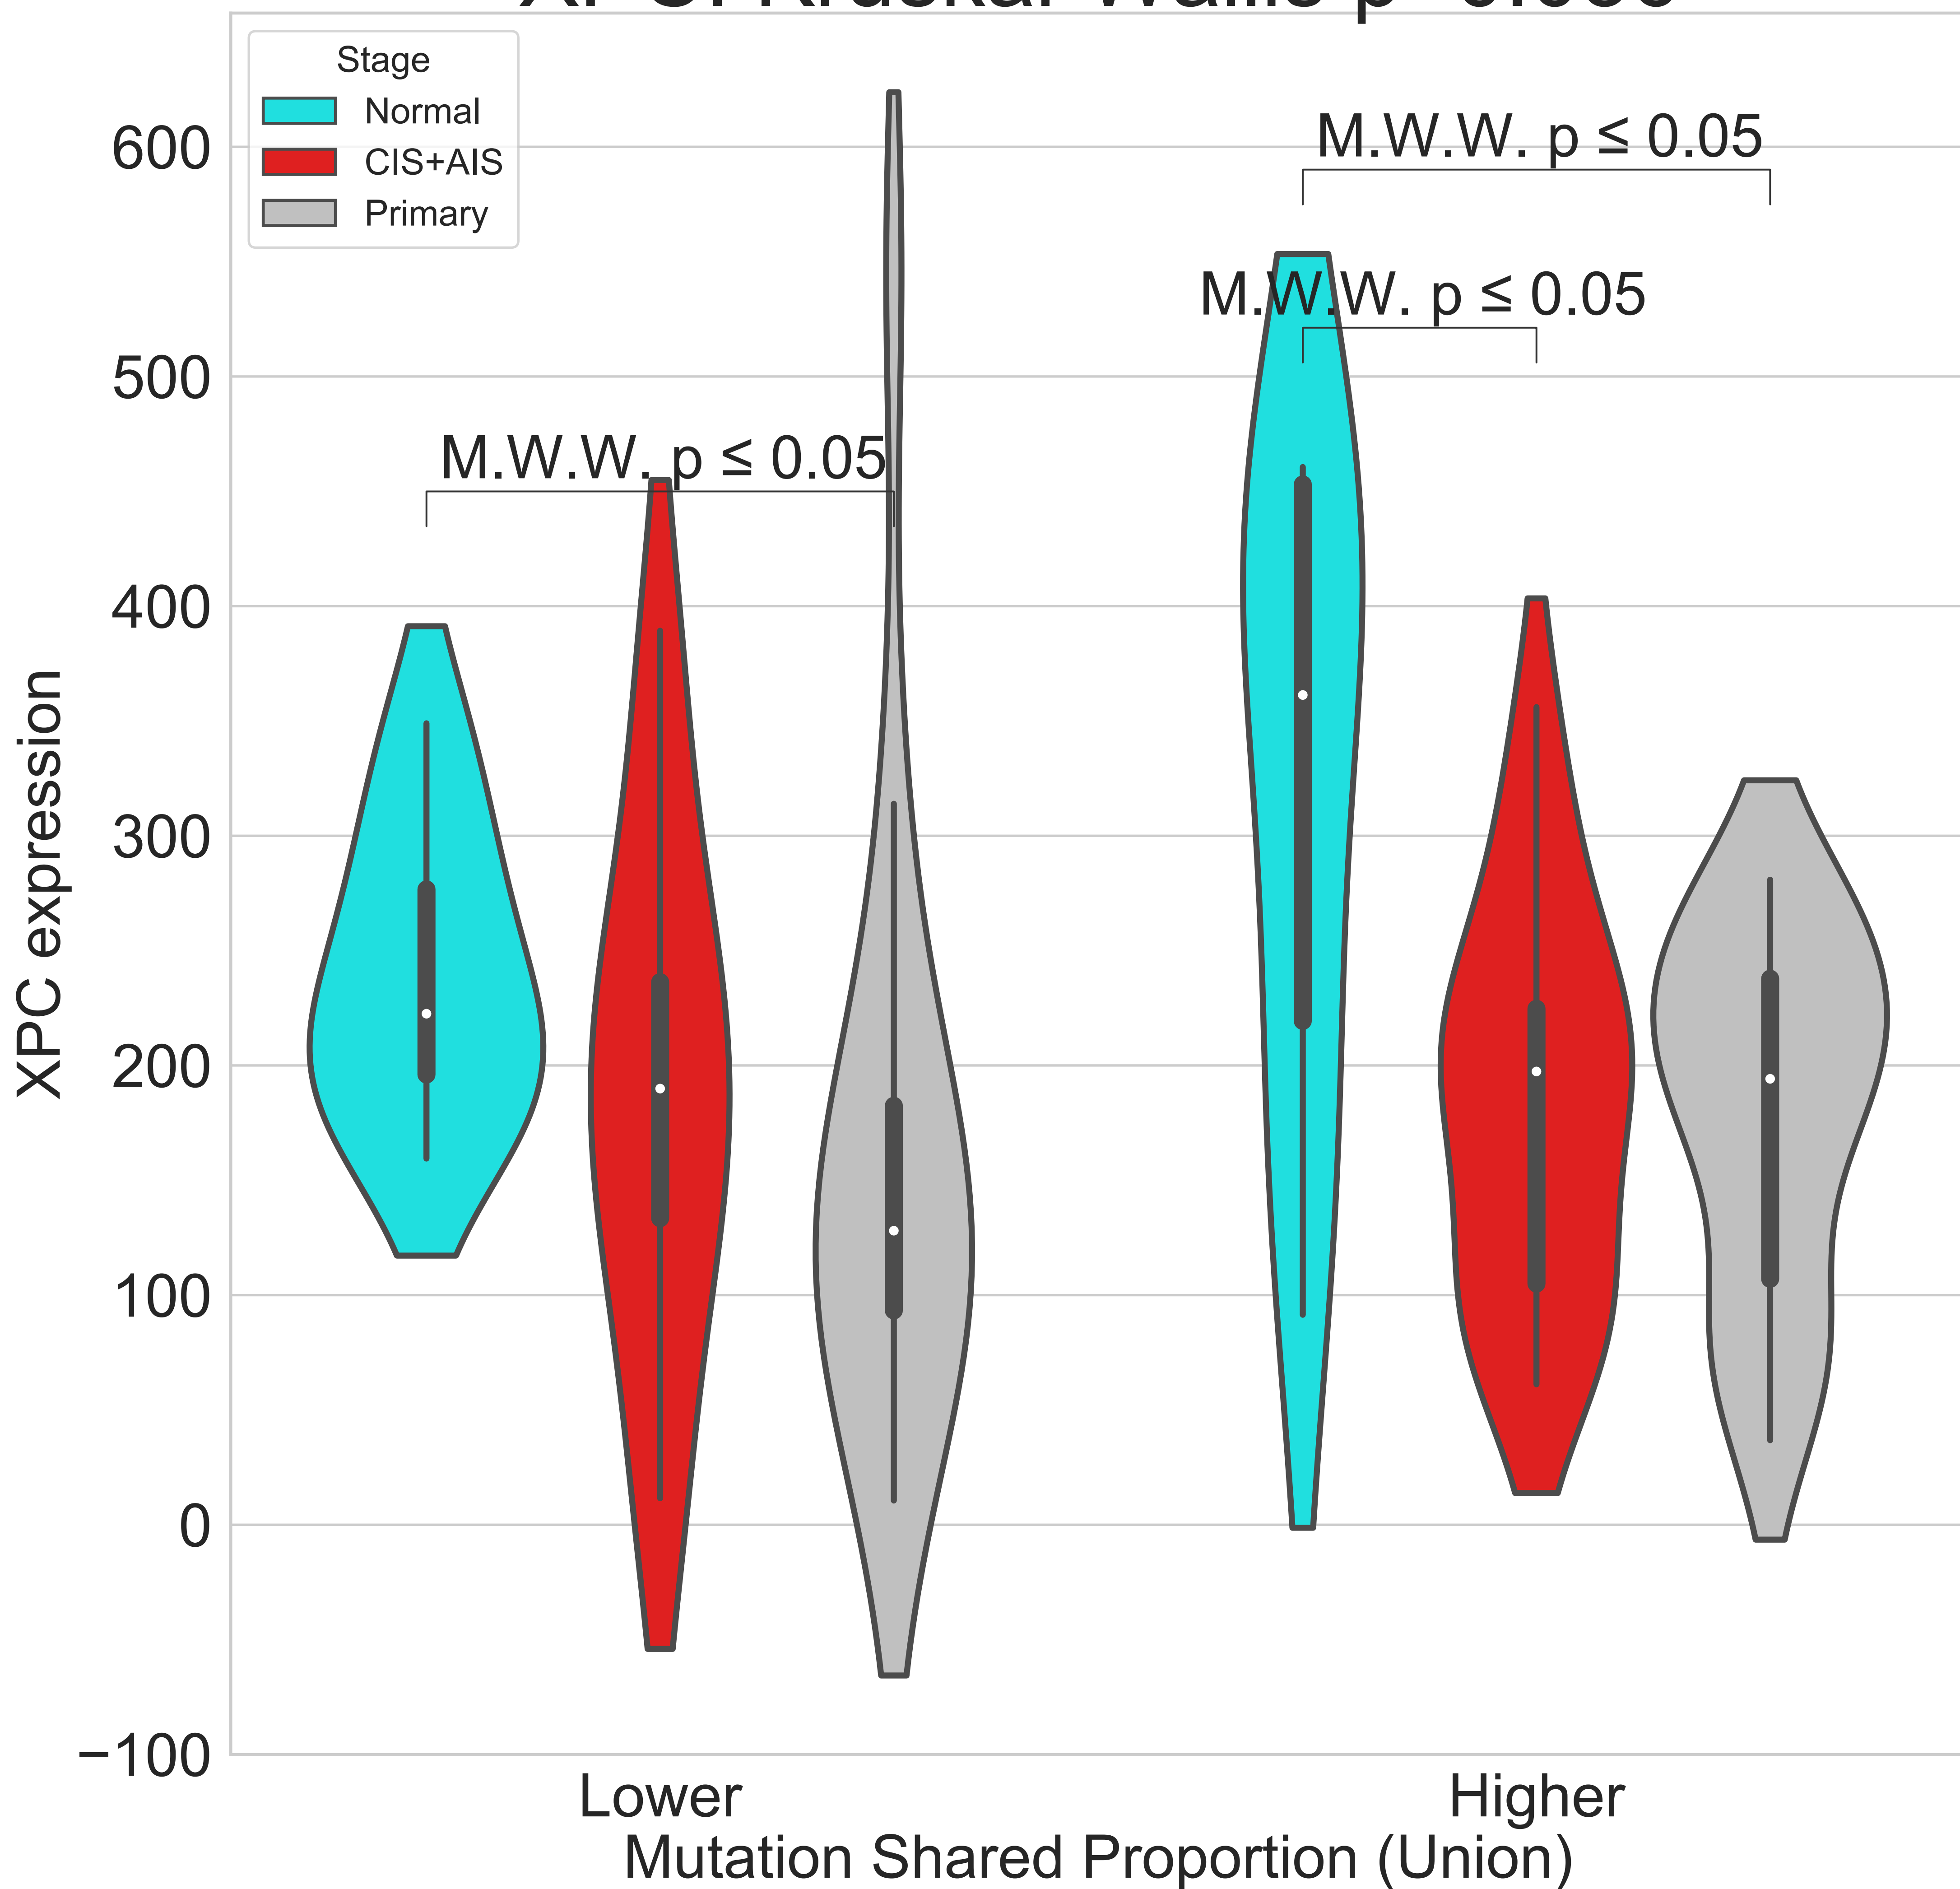 Stage
Normal
CIS+AIS
Primary
M.W.W. p ≤ 0.05
M.W.W. p ≤ 0.05
M.W.W. p ≤ 0.05
600
500
400
300
200
100
0
−100
XPC expression
Lower
Higher
Mutation Shared Proportion (Union)